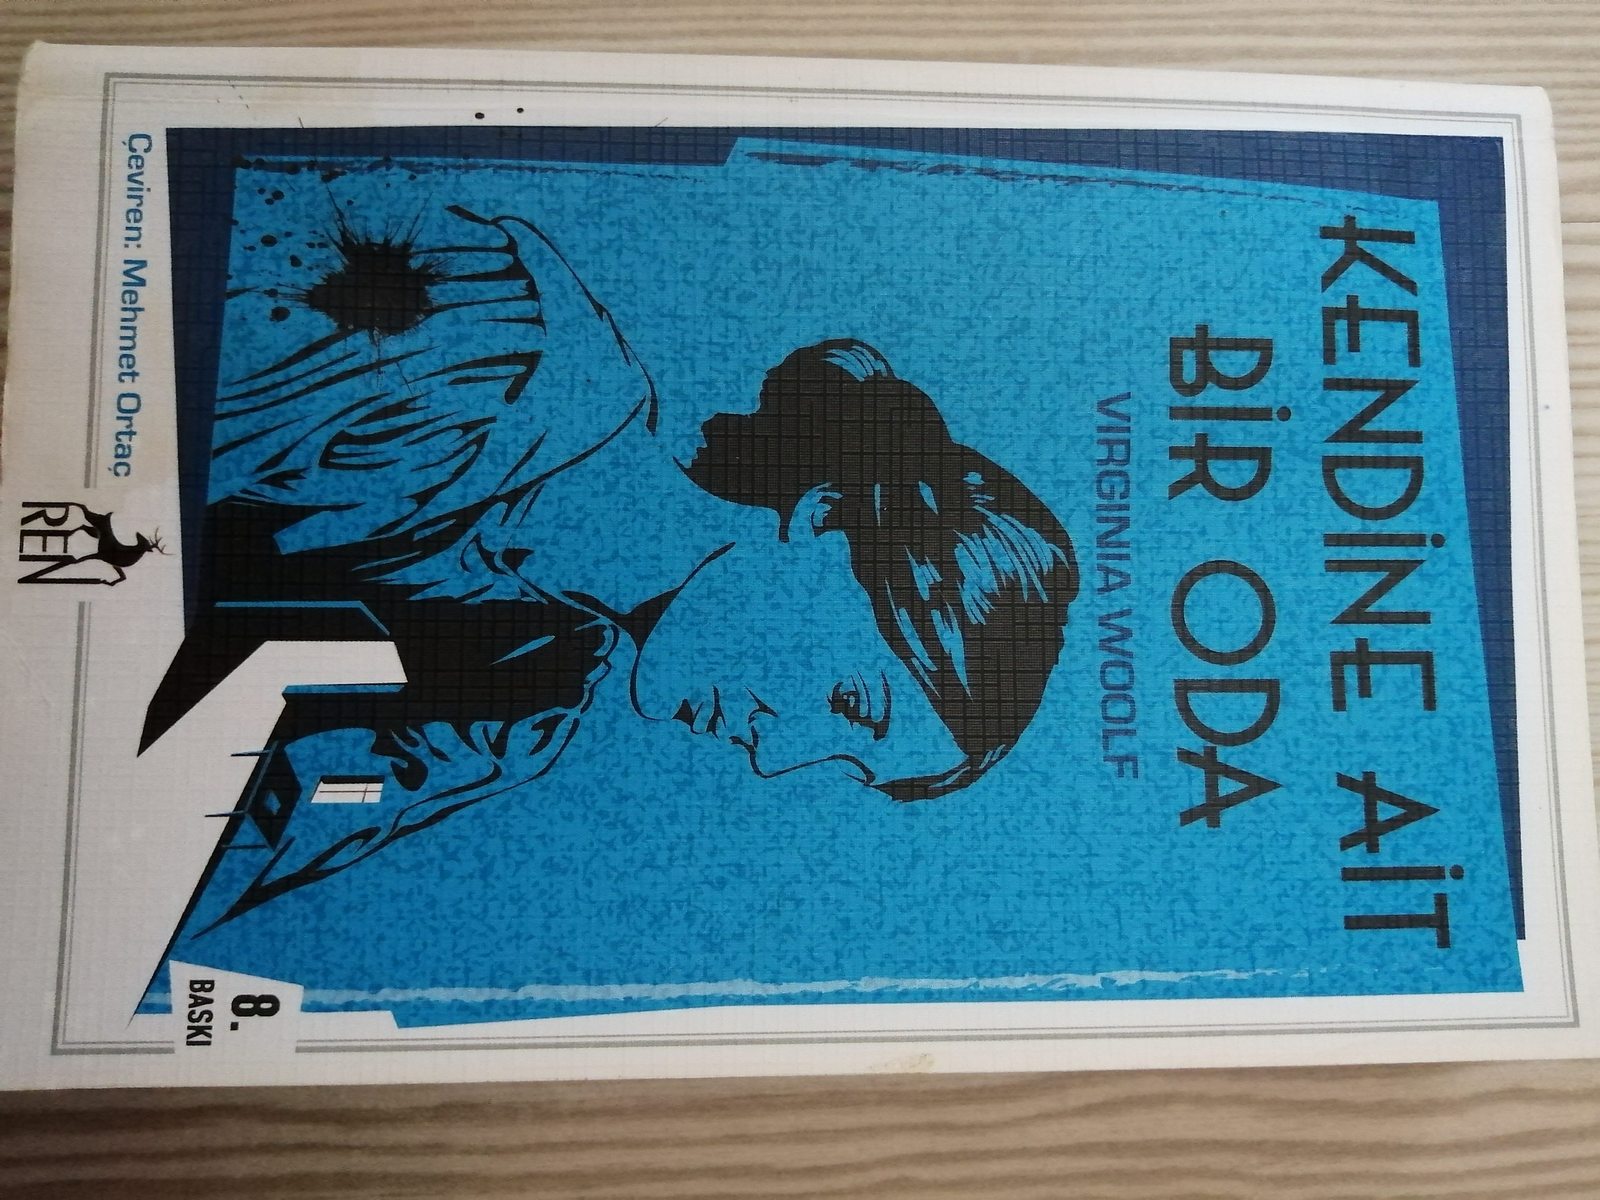 KENDİNE AİT
BİR ODA
VIRGINIA WOOLF
8.
BASKI
Çeviren: Mehmet Ortaç
REN